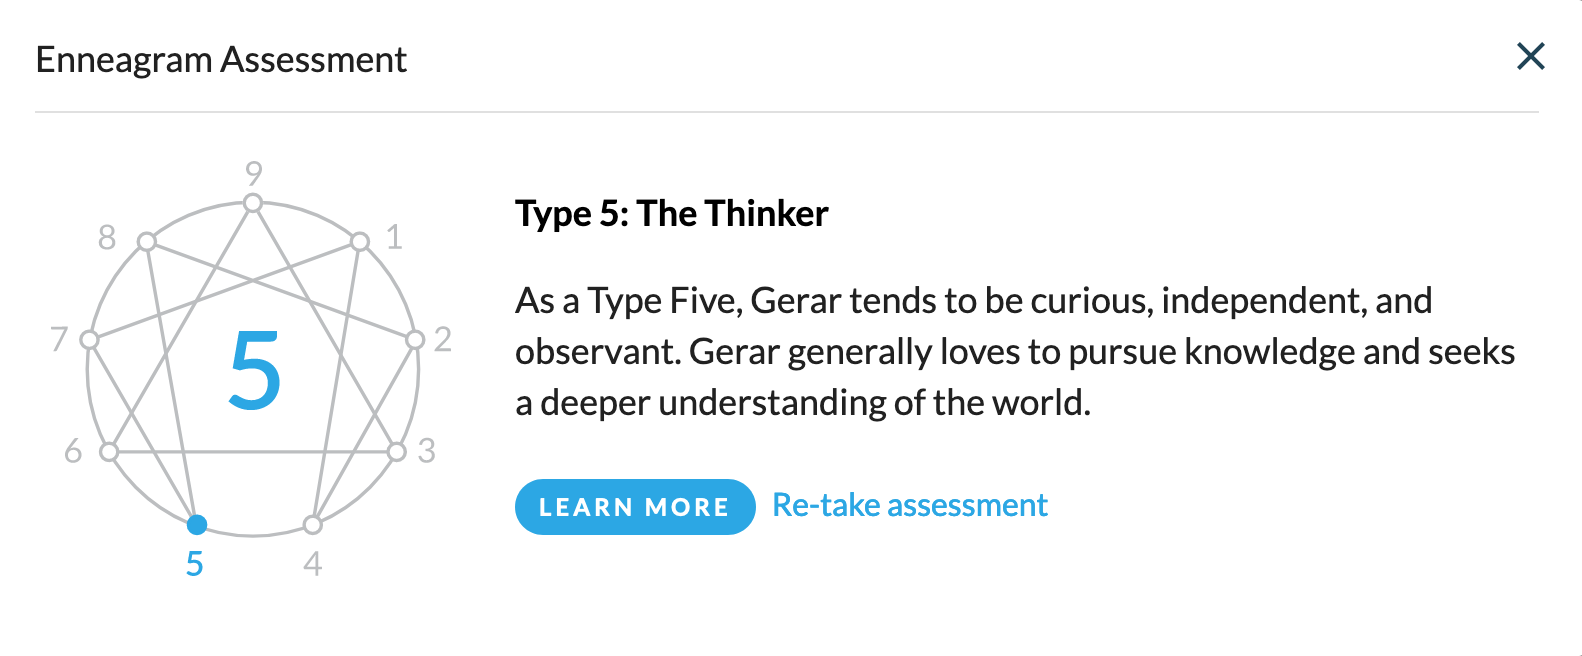 Enneagram Assessment
9
8
1
7
2
5
6
3
5
4
Type 5: The Thinker
As a Type Five, Gerar tends to be curious, independent, and
observant. Gerar generally loves to pursue knowledge and seeks
a deeper understanding of the world.
LEARN MORE
Re-take assessment